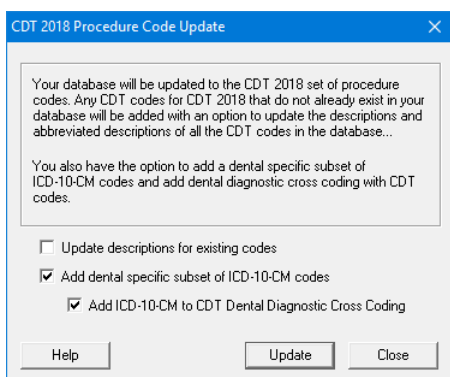 CDT 2018 Procedure Code Update
Your database will be updated to the CDT 2018 set of procedure
codes. Any CDT codes for CDT 2018 that do not already exist in your
database will be added with an option to update the descriptions and
abbreviated descriptions of all the CDT codes in the database...
You also have the option to add a dental specific subset of
ICD-10-CM codes and add dental diagnostic cross coding with CDT
codes.
Update descriptions for existing codes
Add dental specific subset of ICD-10-CM codes
Add ICD-10-CM to CDT Dental Diagnostic Cross Coding
Help Update Close